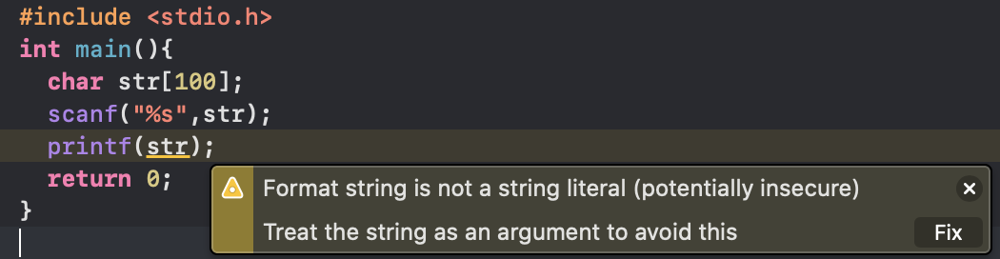 #include <stdio.h>
int main(){
  char str[100];
  scanf("%s",str);
  printf(str);
  return 0;
}
Format string is not a string literal (potentially insecure)
Treat the string as an argument to avoid this
Fix